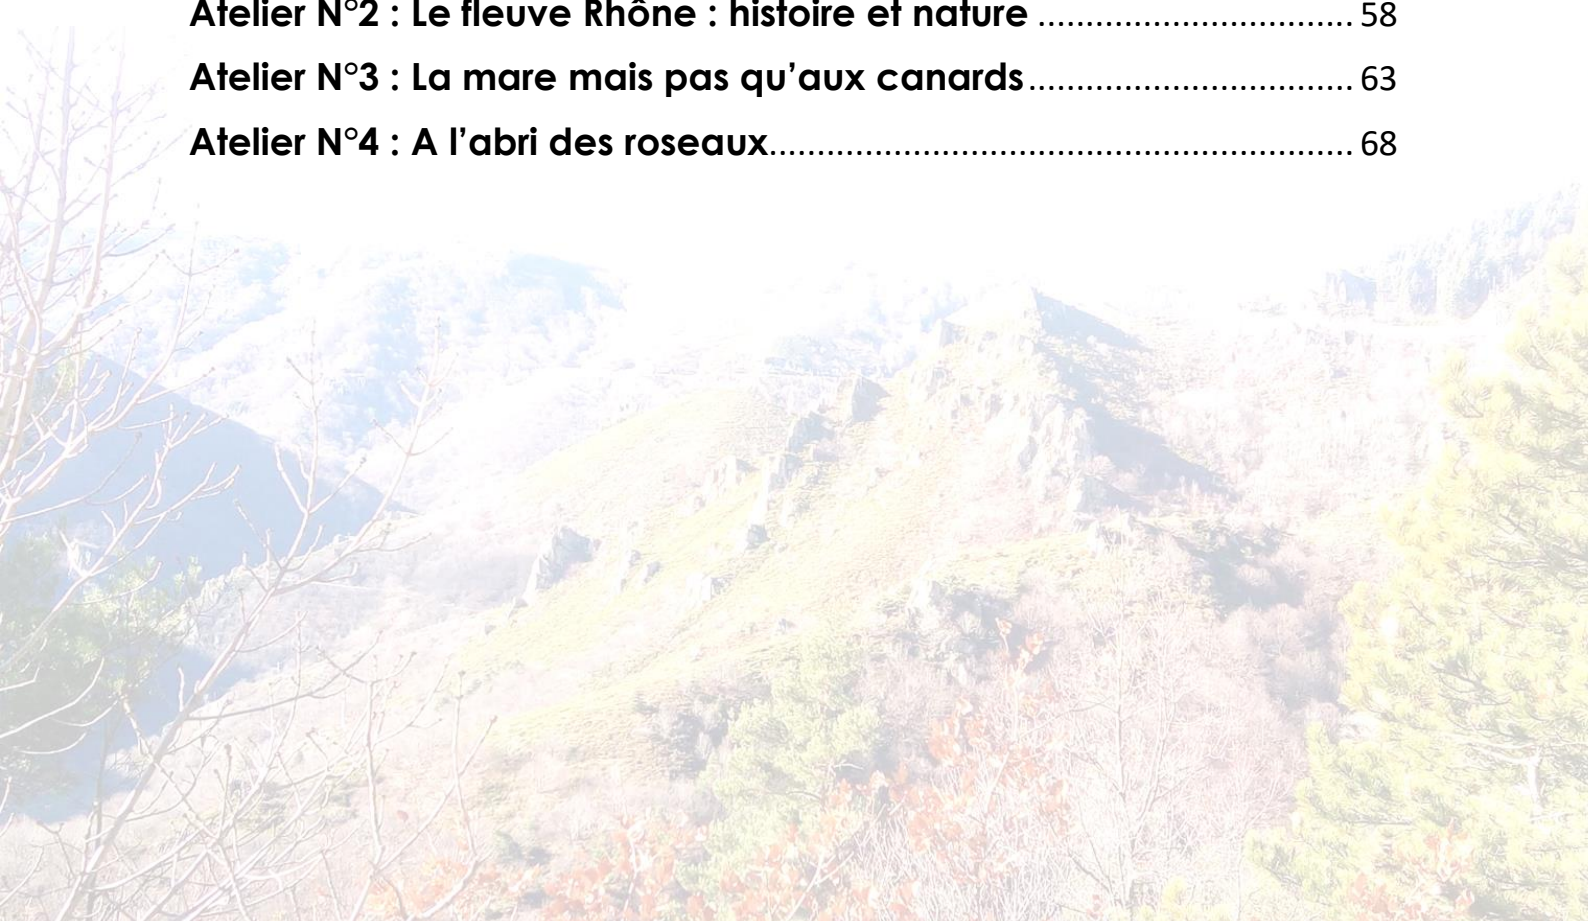 Atelier N°2 : Le fleuve Rhône : histoire et nature ................................. 58
Atelier N°3 : La mare mais pas qu’aux canards.................................. 63
Atelier N°4 : A l’abri des roseaux............................................................. 68